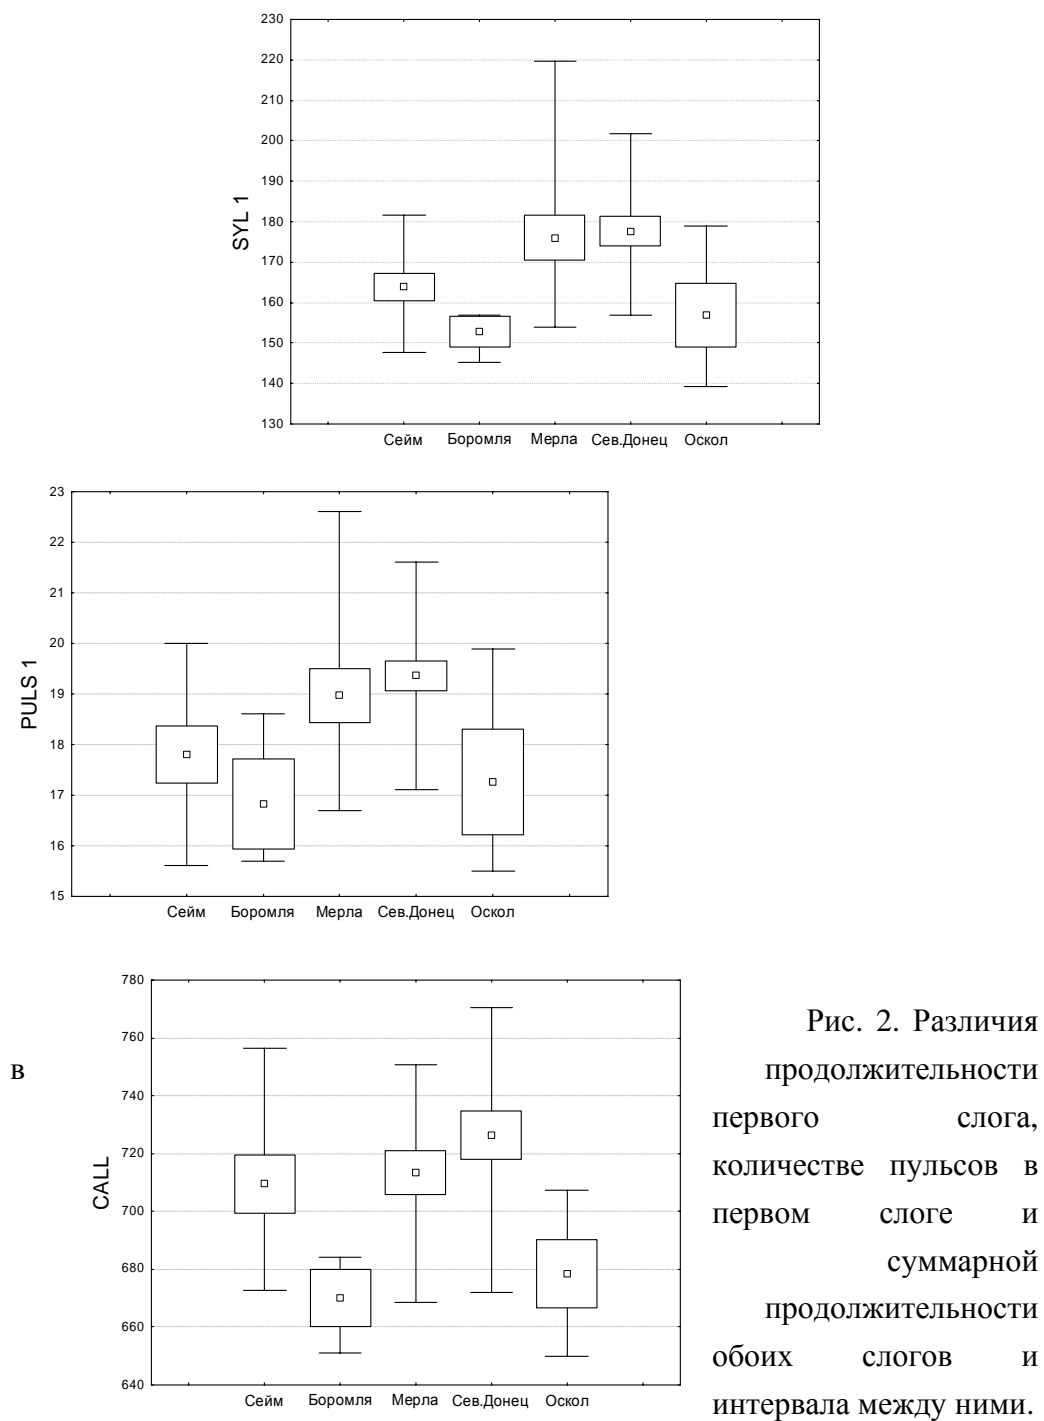 230
220
210
200
190
180
170
160
150
140
130
SYL 1
Сейм Боромля Мерла Сев.Донец Оскол
23
22
21
20
19
18
17
16
15
PULS 1
Сейм Боромля Мерла Сев.Донец Оскол
780
760
740
720
700
680
660
640
CALL
Сейм Боромля Мерла Сев.Донец Оскол
Рис. 2. Различия
в продолжительности
первого слога,
количестве пульсов в
первом слоге и
суммарной
продолжительности
обоих слогов и
интервала между ними.